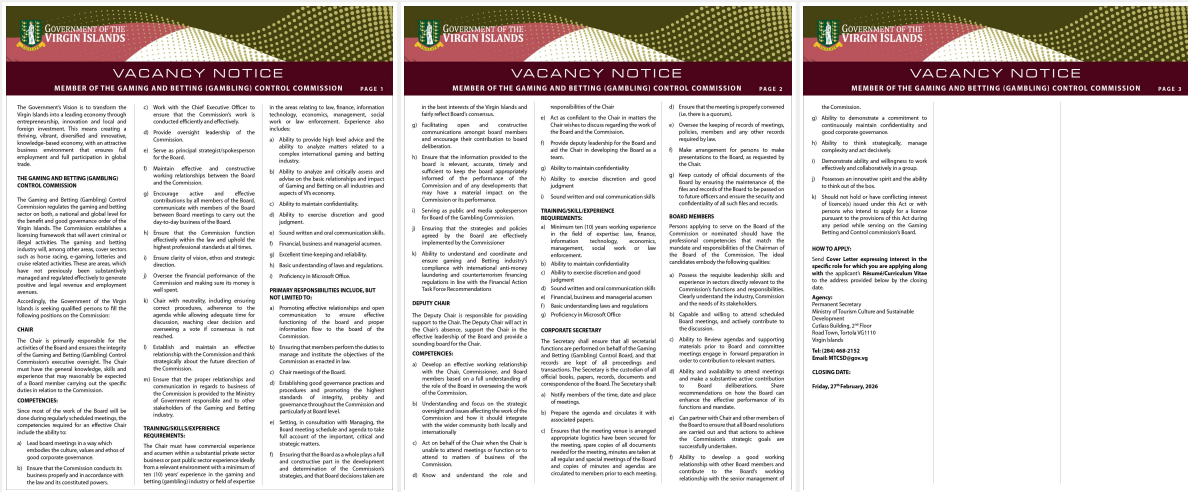 GOVERNMENT OF THE
VIRGIN ISLANDS
VACANCY NOTICE
MEMBER OF THE GAMING AND BETTING (GAMBLING) CONTROL COMMISSION PAGE 1
The Government's Vision is to transform the
Virgin Islands into a leading economy through
entrepreneurship, innovation and local and
foreign investment. This means creating a
thriving, vibrant, diversified and innovative,
knowledge-based economy, with an attractive
business environment that ensures full
employment and full participation in global
trade.
THE GAMING AND BETTING (GAMBLING)
CONTROL COMMISSION
The Gaming and Betting (Gambling) Control
Commission regulates the gaming and betting
sector on both, a national and global level for
the benefit and good governance order of the
Virgin Islands. The Commission establishes a
licensing framework that will avert criminal or
illegal activities. The gaming and betting
industry will, among other areas, cover sectors
such as horse racing, e-gaming, lotteries and
cruise related activities. These are areas, which
have not previously been substantively
managed and regulated effectively to generate
positive and legal revenue and employment
avenues.
Accordingly, the Government of the Virgin
Islands is seeking qualified persons to fill the
following positions on the Commission:
CHAIR
The Chair is primarily responsible for the
activities of the Board and ensures the integrity
of the Gaming and Betting (Gambling) Control
Commission's executive oversight. The Chair
must have the general knowledge, skills and
experience that may reasonably be expected
of a Board member carrying out the specific
duties in relation to the Commission.
COMPETENCIES:
Since most of the work of the Board will be
done during regularly scheduled meetings, the
competencies required for an effective Chair
include the ability to:
a) Lead board meetings in a way which
embodies the culture, values and ethos of
good corporate governance.
b) Ensure that the Commission conducts its
business properly and in accordance with
the law and its constituted powers.
c) Work with the Chief Executive Officer to
ensure that the Commission's work is
conducted efficiently and effectively.
d) Provide oversight leadership of the
Commission.
e) Serve as principal strategist/spokesperson
for the Board.
f) Maintain effective and constructive
working relationships between the Board
and the Commission.
g) Encourage active and effective
contributions by all members of the Board,
communicate with members of the Board
between Board meetings to carry out the
day-to-day business of the Board.
h) Ensure that the Commission function
effectively within the law and uphold the
highest professional standards at all times.
i) Ensure clarity of vision, ethos and strategic
direction.
j) Oversee the financial performance of the
Commission and making sure its money is
well spent.
k) Chair with neutrality, including ensuring
correct procedures, adherence to the
agenda while allowing adequate time for
discussion, reaching clear decision and
overseeing a vote if consensus is not
reached.
l) Establish and maintain an effective
relationship with the Commission and think
strategically about the future direction of
the Commission.
m) Ensure that the proper relationships and
communication in regards to business of
the Commission is provided to the Ministry
of Government responsible and to other
stakeholders of the Gaming and Betting
industry.
TRAINING/SKILLS/EXPERIENCE
REQUIREMENTS:
The Chair must have commercial experience
and acumen within a substantive private sector
business or past public sector experience ideally
from a relevant environment with a minimum of
ten (10) years' experience in the gaming and
betting (gambling) industry or field of expertise
in the areas relating to law, finance, information
technology, economics, management, social
work or law enforcement. Experience also
includes:
a) Ability to provide high level advice and the
ability to analyze matters related to a
complex international gaming and betting
industry.
b) Ability to analyze and critically assess and
advise on the basic relationships and impact
of Gaming and Betting on all industries and
aspects of VI's economy.
c) Ability to maintain confidentiality.
d) Ability to exercise discretion and good
judgment.
e) Sound written and oral communication skills.
f) Financial, business and managerial acumen.
g) Excellent time-keeping and reliability.
h) Basic understanding of laws and regulations.
i) Proficiency in Microsoft Office.
PRIMARY RESPONSIBILITIES INCLUDE, BUT
NOT LIMITED TO:
a) Promoting effective relationships and open
communication to ensure effective
functioning of the board and proper
information flow to the board of the
Commission.
b) Ensuring that members perform the duties to
manage and institute the objectives of the
Commission as enacted in law.
c) Chair meetings of the Board.
d) Establishing good governance practices and
procedures and promoting the highest
standards of integrity, probity and
governance throughout the Commission and
particularly at Board level.
e) Setting, in consultation with Managing, the
Board meeting schedule and agenda to take
full account of the important, critical and
strategic matters.
f) Ensuring that the Board as a whole plays a full
and constructive part in the development
and determination of the Commission's
strategies, and that Board decisions taken are
GOVERNMENT OF THE
VIRGIN ISLANDS
VACANCY NOTICE
MEMBER OF THE GAMING AND BETTING (GAMBLING) CONTROL COMMISSION PAGE 2
in the best interests of the Virgin Islands and
fairly reflect Board's consensus.
g) Facilitating open and constructive
communications amongst board members
and encourage their contribution to board
deliberation.
h) Ensure that the information provided to the
board is relevant, accurate, timely and
sufficient to keep the board appropriately
informed of the performance of the
Commission and of any developments that
may have a material impact on the
Commission or its performance.
i) Serving as public and media spokesperson
for Board of the Gambling Commission.
j) Ensuring that the strategies and policies
agreed by the Board are effectively
implemented by the Commissioner
k) Ability to understand and coordinate and
ensure gaming and betting industry's
compliance with international anti-money
laundering and counterterrorism financing
regulations in line with the Financial Action
Task Force Recommendations
DEPUTY CHAIR
The Deputy Chair is responsible for providing
support to the Chair. The Deputy Chair will act in
the Chair's absence, support the Chair in the
effective leadership of the Board and provide a
sounding board for the Chair.
COMPETENCIES:
a) Develop an effective working relationship
with the Chair, Commissioner, and Board
members based on a full understanding of
the role of the Board in overseeing the work
of the Commission.
b) Understanding and focus on the strategic
overview and issues affecting the work of the
Commission and how it should integrate
with the wider community both locally and
internationally
c) Act on behalf of the Chair when the Chair is
unable to attend meetings or function or to
attend to matters of business of the
Commission.
d) Know and understand the role and
responsibilities of the Chair
e) Act as confidant to the Chair in matters the
Chair wishes to discuss regarding the work of
the Board and the Commission.
f) Provide deputy leadership for the Board and
aid the Chair in developing the Board as a
team.
g) Ability to maintain confidentiality
h) Ability to exercise discretion and good
judgment
i) Sound written and oral communication skills
TRAINING/SKILL/EXPERIENCE
REQUIREMENTS:
a) Minimum ten (10) years working experience
in the field of expertise: law, finance,
information technology, economics,
management, social work or law
enforcement.
b) Ability to maintain confidentiality
c) Ability to exercise discretion and good
judgment
d) Sound written and oral communication skills
e) Financial, business and managerial acumen
f) Basic understanding laws and regulations
g) Proficiency in Microsoft Office
CORPORATE SECRETARY
The Secretary shall ensure that all secretarial
functions are performed on behalf of the Gaming
and Betting (Gambling) Control Board, and that
records are kept of all proceedings and
transactions. The Secretary is the custodian of all
official books, papers, records, documents and
correspondence of the Board. The Secretary shall:
a) Notify members of the time, date and place
of meetings.
b) Prepare the agenda and circulates it with
associated papers.
c) Ensures that the meeting venue is arranged
appropriate logistics have been secured for
the meeting, spare copies of all documents
needed for the meeting, minutes are taken at
all regular and special meetings of the Board
and copies of minutes and agendas are
circulated to members prior to each meeting.
d) Ensure that the meeting is properly convened
(i.e. there is a quorum).
e) Oversee the keeping of records of meetings,
policies, members and any other records
required by law.
f) Make arrangement for persons to make
presentations to the Board, as requested by
the Chair.
g) Keep custody of official documents of the
Board by ensuring the maintenance of, the
files and records of the Board to be passed on
to future officers and ensure the security and
confidentiality of all such files and records.
BOARD MEMBERS
Persons applying to serve on the Board of the
Commission or nominated should have the
professional competencies that match the
mandate and responsibilities of the Chairman of
the Board of the Commission. The ideal
candidates embody the following qualities:
a) Possess the requisite leadership skills and
experience in sectors directly relevant to the
Commission's functions and responsibilities.
Clearly understand the industry, Commission
and the needs of its stakeholders.
b) Capable and willing to attend scheduled
Board meetings, and actively contribute to
the discussion.
c) Ability to Review agendas and supporting
materials prior to Board and committee
meetings engage in forward preparation in
order to contribution to relevant matters.
d) Ability and availability to attend meetings
and make a substantive active contribution
to Board deliberations. Share
recommendations on how the Board can
enhance the effective performance of its
functions and mandate.
e) Can partner with Chair and other members of
the Board to ensure that all Board Resolutions
are carried out and that actions to achieve
the Commission's strategic goals are
successfully undertaken.
f) Ability to develop a good working
relationship with other Board Members and
contribute to the Board's working
relationship with the senior management of
GOVERNMENT OF THE
VIRGIN ISLANDS
VACANCY NOTICE
MEMBER OF THE GAMING AND BETTING (GAMBLING) CONTROL COMMISSION PAGE 3
the Commission.
g) Ability to demonstrate a commitment to
continuously maintain confidentiality and
good corporate governance.
h) Ability to think strategically, manage
complexity and act decisively.
i) Demonstrate ability and willingness to work
effectively and collaboratively in a group.
j) Possesses an innovative spirit and the ability
to think out of the box.
k) Should not hold or have conflicting interest
of licence(s) issued under this Act or with
persons who intend to apply for a license
pursuant to the provisions of this Act during
any period while serving on the Gaming
and Betting Control commission's Board.
HOW TO APPLY:
Send Cover Letter expressing interest in the
specific role for which you are applying along
with the applicant's Résumé/Curriculum Vitae
to the address provided below by the closing
date.
Agency:
Permanent Secretary
Ministry of Tourism Culture and Sustainable
Development
Cutlass Building, 2nd Floor
Road Town, Tortola VG1110
Virgin Islands
Tel: (284) 468-2152
Email: MTCSD@gov.vg
CLOSING DATE:
Friday, 27th February, 2026